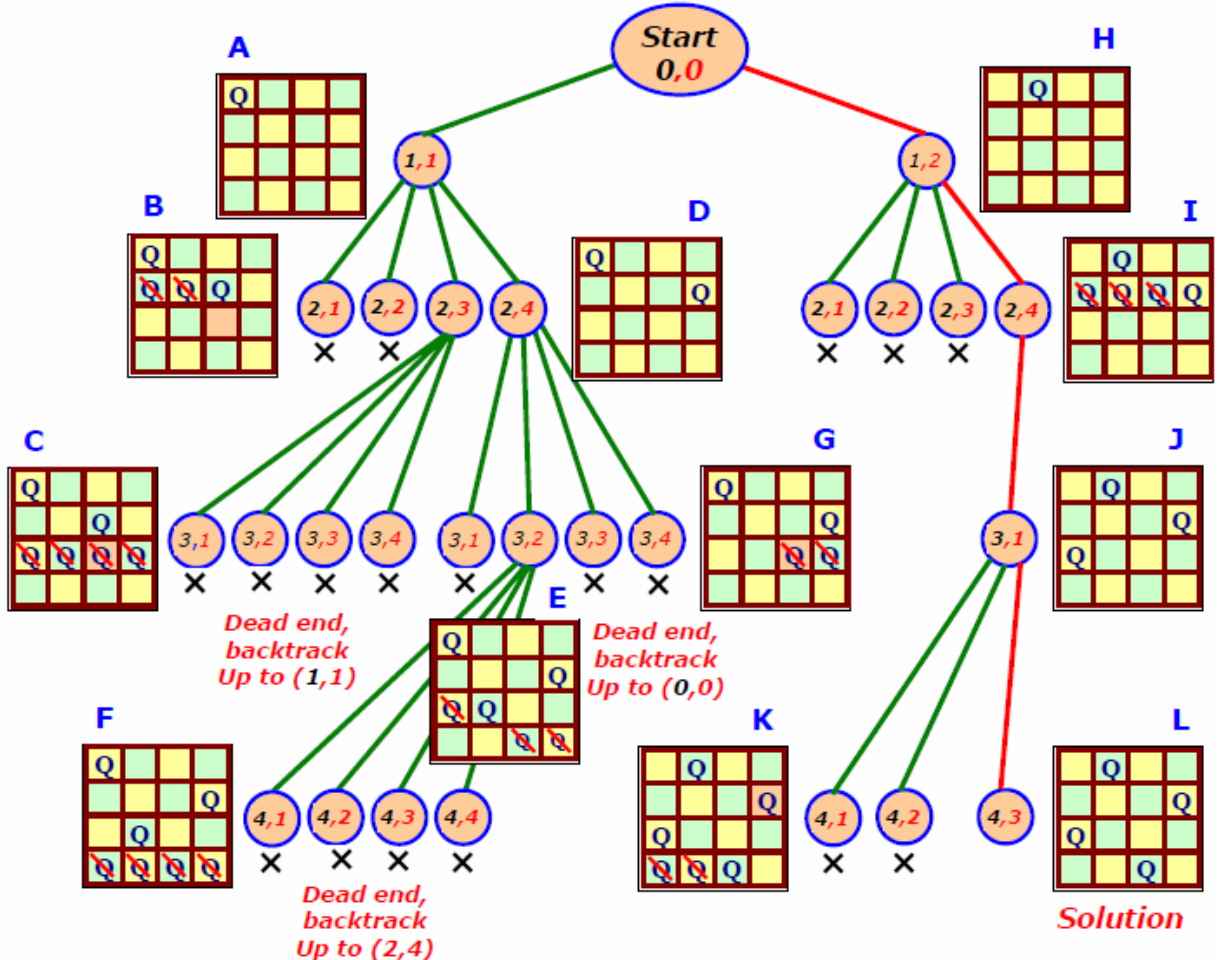 Start
0,0
A
H
Q
Q
1,1
1,2
B
D
I
Q
Q
Q
Q Q Q
Q
Q Q Q Q
2,1 2,2 2,3 2,4
2,1 2,2 2,3 2,4
× ×
× × ×
C
G
J
Q
Q
Q
Q
Q
Q
Q Q Q Q
Q Q
Q
3,1 3,2 3,3 3,4 3,1 3,2 3,3 3,4
3,1
× × × × × × ×
E
Dead end,
backtrack
Up to (1,1)
Q
Q
Q Q
Q Q
Dead end,
backtrack
Up to (0,0)
F
K
L
Q
Q
Q
Q
Q
Q
Q
Q
Q
Q Q Q Q
Q Q Q
Q
4,1 4,2 4,3 4,4
4,1 4,2 4,3
× × × ×
× ×
Dead end,
backtrack
Up to (2,4)
Solution